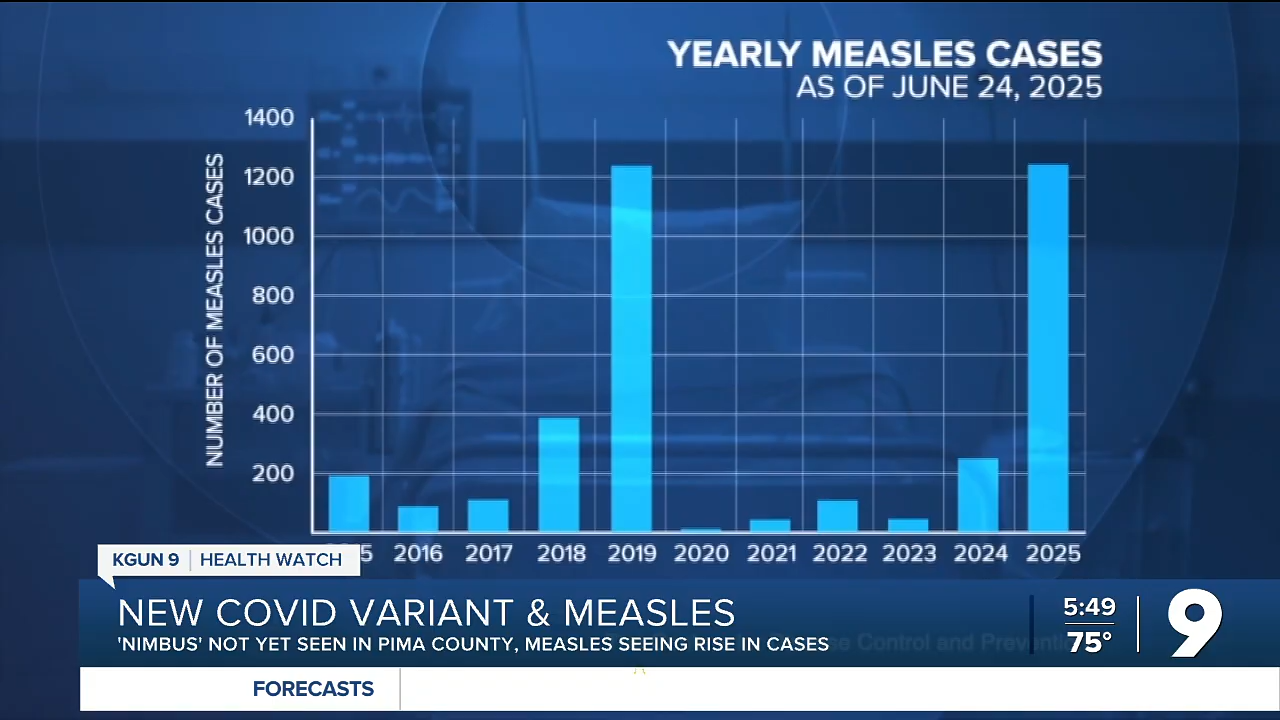 YEARLY MEASLES CASES
AS OF JUNE 24, 2025
NUMBER OF MEASLES CASES
1400
1200
1000
800
600
400
200
2016 2017 2018 2019 2020 2021 2022 2023 2024 2025
KGUN 9 | HEALTH WATCH
NEW COVID VARIANT & MEASLES
'NIMBUS' NOT YET SEEN IN PIMA COUNTY, MEASLES SEEING RISE IN CASES
Control and
5:49
75°
9
FORECASTS